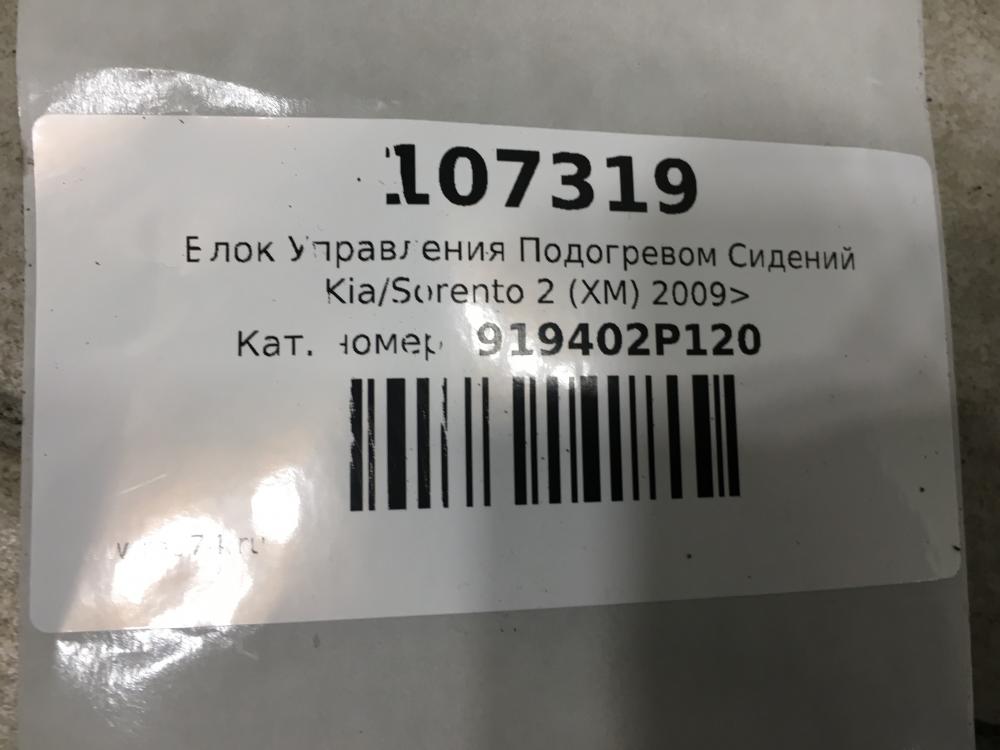 107319
Блок Управления Подогревом Сидений
Kia/Sorento 2 (XM) 2009>
Кат. номер 919402P120